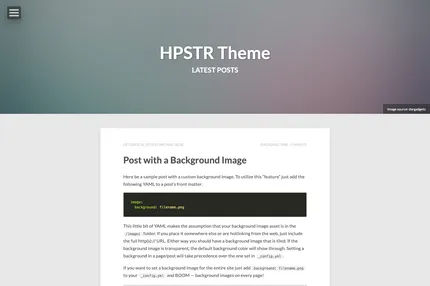 HPSTR Theme
LATEST POSTS
Image source: dargadgetz
Post with a Background Image
Here be a sample post with a custom background image. To utilize this "feature" just add
the following YAML to a post's front matter.
image:
background: filename.png
This little bit of YAML makes the assumption that your background image asset is in the
/images folder. If you place it somewhere else or are hotlinking from the web, just include
the full http(s):// URL. Either way you should have a background image that is tiled. If the
background image is transparent, the default background color will show through. Setting a
background in a page/post will take precedence over the one set in _config.yml.
If you want to set a background image for the entire site just add background: filename.png
to your _config.yml and BOOM — background images on every page!